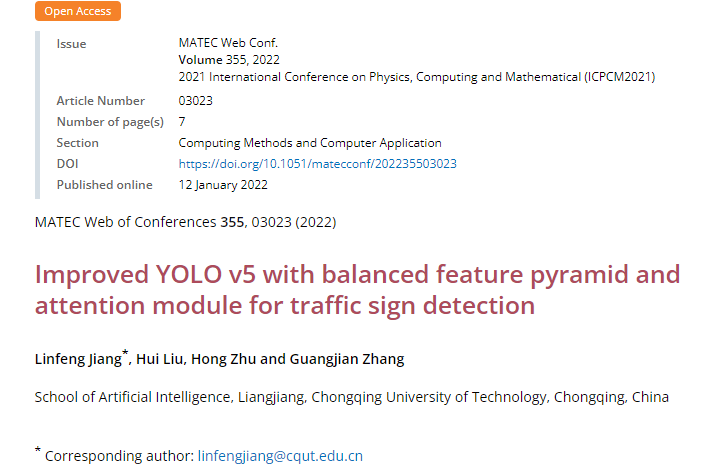 Open Access
Issue MATEC Web Conf.
Volume 355, 2022
2021 International Conference on Physics, Computing and Mathematical (ICPCM2021)
Article Number 03023
Number of page(s) 7
Section Computing Methods and Computer Application
DOI https://doi.org/10.1051/matecconf/202235503023
Published online 12 January 2022
MATEC Web of Conferences 355, 03023 (2022)
Improved YOLO v5 with balanced feature pyramid and
attention module for traffic sign detection
Linfeng Jiang*, Hui Liu, Hong Zhu and Guangjian Zhang
School of Artificial Intelligence, Liangjiang, Chongqing University of Technology, Chongqing, China
* Corresponding author: linfengjiang@cqut.edu.cn